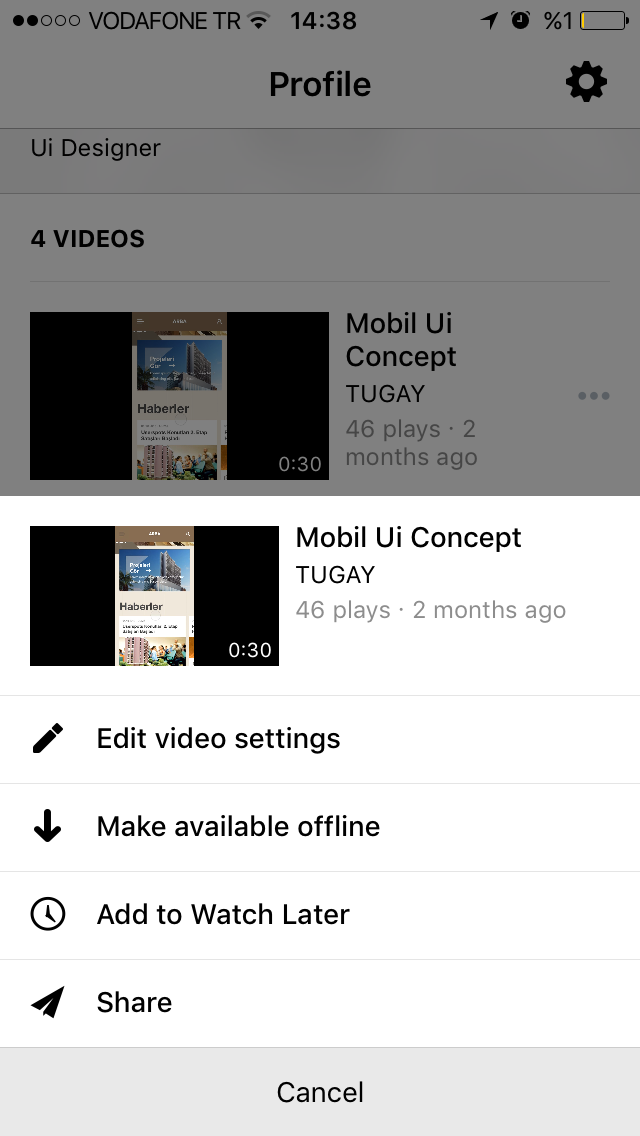 VODAFONE TR 14:38 %1
Profile
Ui Designer
4 VIDEOS
Haberler
0:30
Mobil Ui
Concept
TUGAY
46 plays · 2
months ago
Projeleri
Gör
Haberler
0:30
Mobil Ui Concept
TUGAY
46 plays · 2 months ago
Edit video settings
Make available offline
Add to Watch Later
Share
Cancel